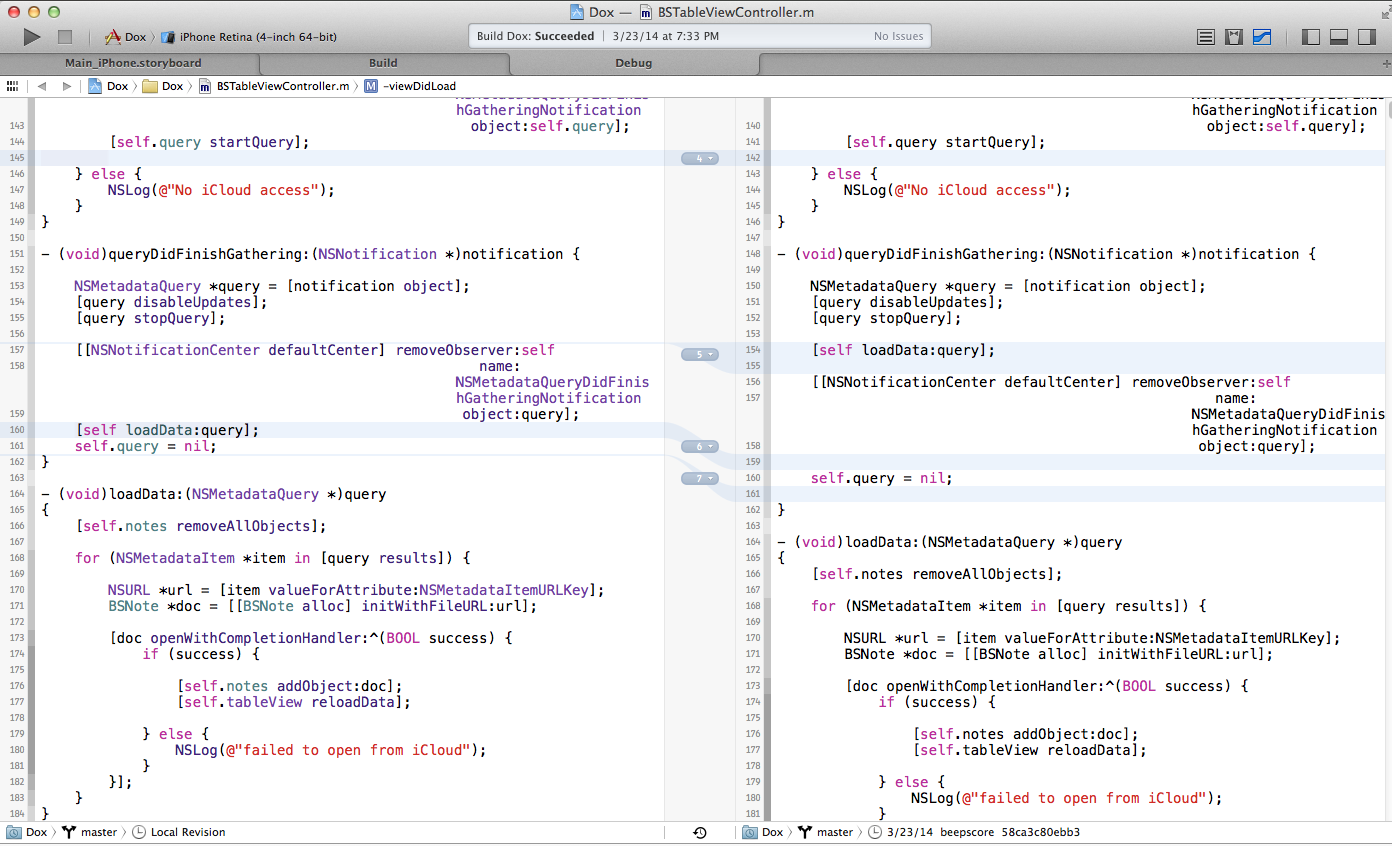 Dox — BSTableViewController.m
Dox iPhone Retina (4-inch 64-bit)
Build Dox: Succeeded | 3/23/14 at 7:33 PM No Issues
Main_iPhone.storyboard Build Debug
Dox Dox BSTableViewController.m M -viewDidLoad
hGatheringNotification
143 object:self.query];
144 [self.query startQuery];
145
146 } else {
147 NSLog(@"No iCloud access");
148 }
149 }
150
151 - (void)queryDidFinishGathering:(NSNotification *)notification {
152
153 NSMetadataQuery *query = [notification object];
154 [query disableUpdates];
155 [query stopQuery];
156
157 [[NSNotificationCenter defaultCenter] removeObserver:self
158 name:
NSMetadataQueryDidFinis
hGatheringNotification
159 object:query];
160 [self loadData:query];
161 self.query = nil;
162 }
163
164 - (void)loadData:(NSMetadataQuery *)query
165 {
166 [self.notes removeAllObjects];
167
168 for (NSMetadataItem *item in [query results]) {
169
170 NSURL *url = [item valueForAttribute:NSMetadataItemURLKey];
171 BSNote *doc = [[BSNote alloc] initWithFileURL:url];
172
173 [doc openWithCompletionHandler:^(BOOL success) {
174 if (success) {
175
176 [self.notes addObject:doc];
177 [self.tableView reloadData];
178
179 } else {
180 NSLog(@"failed to open from iCloud");
181 }
182 }];
183 }
184 }
4
5
6
7
hGatheringNotification
140 object:self.query];
141 [self.query startQuery];
142
143 } else {
144 NSLog(@"No iCloud access");
145 }
146 }
147
148 - (void)queryDidFinishGathering:(NSNotification *)notification {
149
150 NSMetadataQuery *query = [notification object];
151 [query disableUpdates];
152 [query stopQuery];
153
154 [self loadData:query];
155
156 [[NSNotificationCenter defaultCenter] removeObserver:self
157 name:
NSMetadataQueryDidFinis
hGatheringNotification
158 object:query];
159
160 self.query = nil;
161
162 }
163
164 - (void)loadData:(NSMetadataQuery *)query
165 {
166 [self.notes removeAllObjects];
167
168 for (NSMetadataItem *item in [query results]) {
169
170 NSURL *url = [item valueForAttribute:NSMetadataItemURLKey];
171 BSNote *doc = [[BSNote alloc] initWithFileURL:url];
172
173 [doc openWithCompletionHandler:^(BOOL success) {
174 if (success) {
175
176 [self.notes addObject:doc];
177 [self.tableView reloadData];
178
179 } else {
180 NSLog(@"failed to open from iCloud");
181 }
Dox master Local Revision
Dox master 3/23/14 beepscore 58ca3c80ebb3